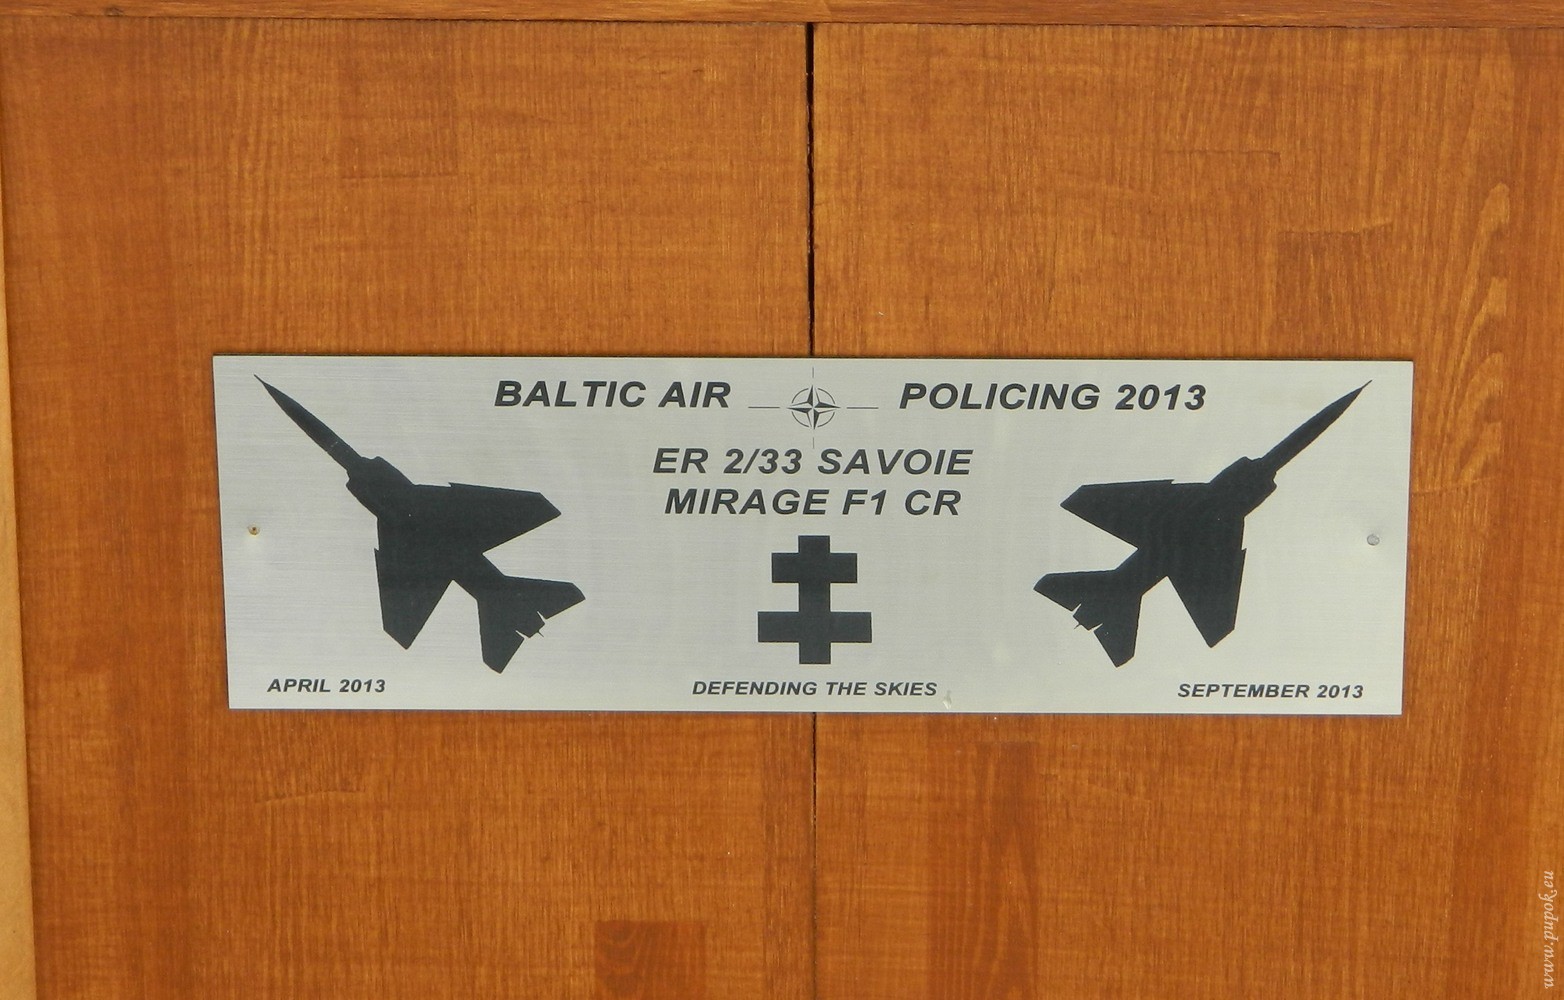 BALTIC AIR POLICING 2013
ER 2/33 SAVOIE
MIRAGE F1 CR
APRIL 2013
DEFENDING THE SKIES
SEPTEMBER 2013
www.pupok.eu